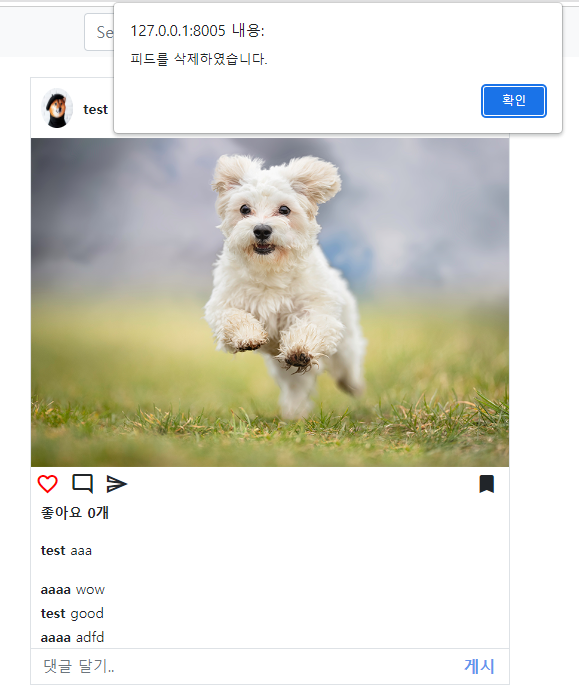 Se
127.0.0.1:8005 내용:
피드를 삭제하였습니다.
확인
test
좋아요 0개
test aaa
aaaa wow
test good
aaaa adfd
댓글 달기..
게시